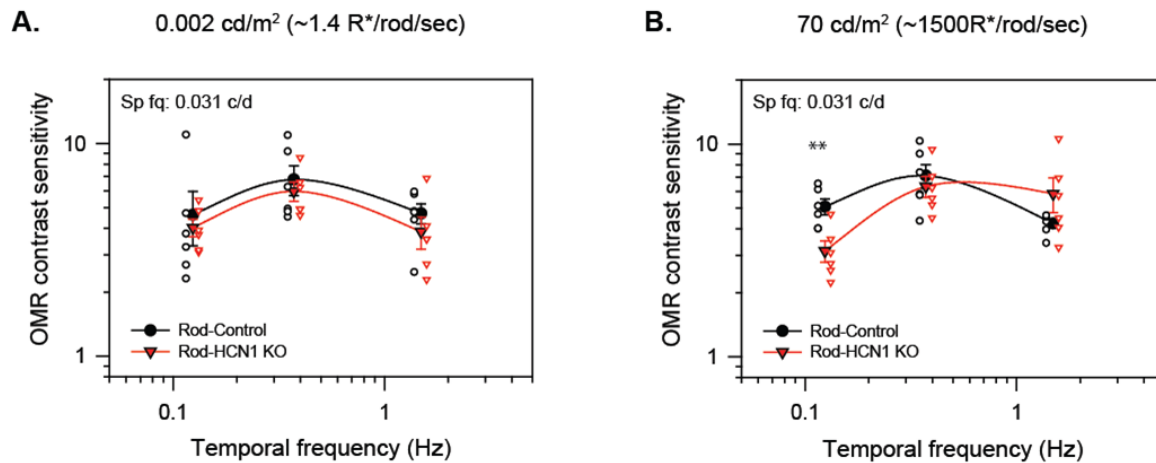 A. 0.002 cd/m² (~1.4 R*/rod/sec)
Sp fq: 0.031 c/d
OMR contrast sensitivity
10
1
Rod-Control
Rod-HCN1 KO
0.1 1
Temporal frequency (Hz)
B. 70 cd/m² (~1500R*/rod/sec)
Sp fq: 0.031 c/d
**
OMR contrast sensitivity
10
1
Rod-Control
Rod-HCN1 KO
0.1 1
Temporal frequency (Hz)